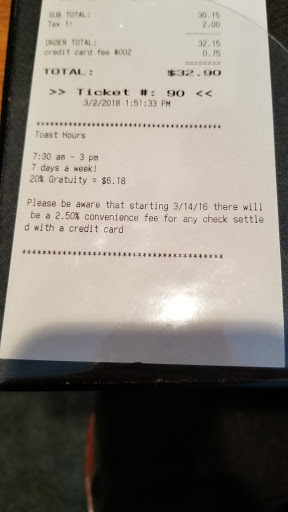 SUB TOTAL: 30.15
Tax 1: 2.00
--------
ORDER TOTAL: 32.15
credit card fee #002 0.75
========
TOTAL: $32.90
>> Ticket #: 90 <<
3/2/2018 1:51:33 PM
****************************************
Toast Hours
7:30 am - 3 pm
7 days a week!
20% Gratuity = $6.18
Please be aware that starting 3/14/16 there will
be a 2.50% convenience fee for any check settle
d with a credit card
****************************************